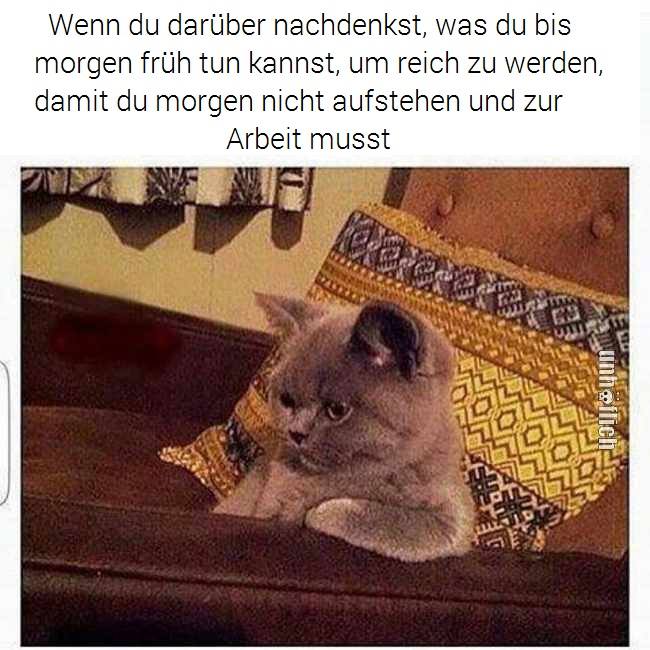 Wenn du darüber nachdenkst, was du bis
morgen früh tun kannst, um reich zu werden,
damit du morgen nicht aufstehen und zur
Arbeit musst
unhöflich